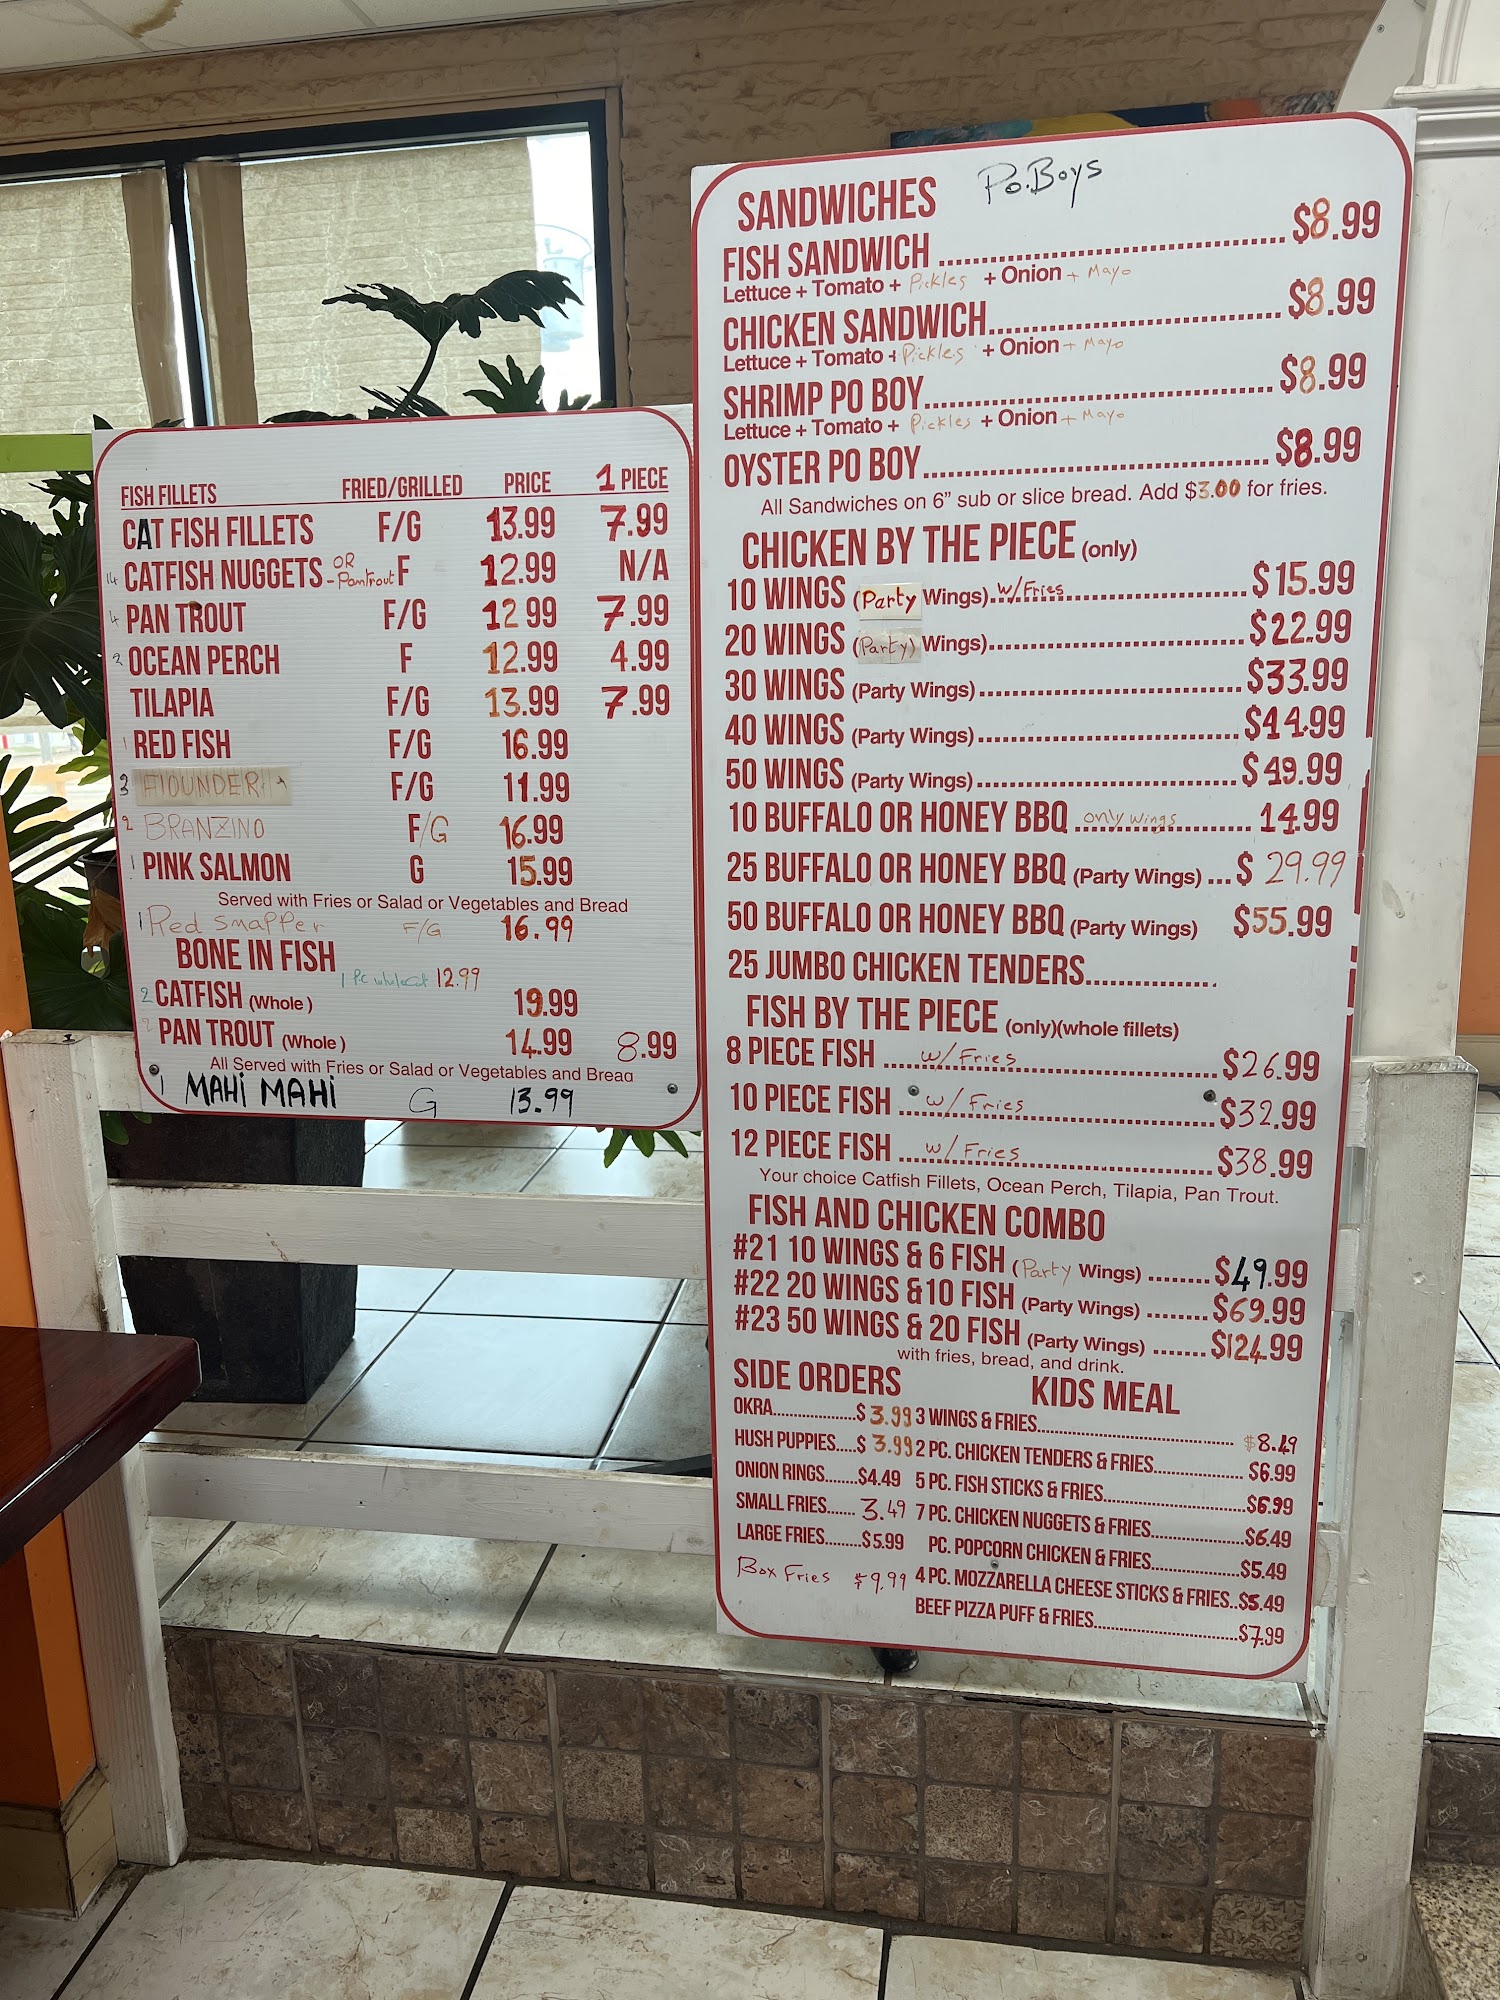 FISH FILLETS FRIED/GRILLED PRICE 1 PIECE
CAT FISH FILLETS F/G 13.99 7.99
14 CATFISH NUGGETS OR - Pantrout F 12.99 N/A
4 PAN TROUT F/G 12 99 7.99
2 OCEAN PERCH F 12.99 4.99
TILAPIA F/G 13.99 7.99
1 RED FISH F/G 16.99
3 FlOUNDER F/G 11.99
2 BRANZINO F/G 16.99
1 PINK SALMON G 15.99
Served with Fries or Salad or Vegetables and Bread
1 Red Snapper F/G 16.99
BONE IN FISH
1 Pc whole cat 12.99
2 CATFISH (Whole) 19.99
2 PAN TROUT (Whole) 14.99 8.99
All Served with Fries or Salad or Vegetables and Bread
1 MAHi MAHi G 13.99
SANDWICHES Po.Boys
FISH SANDWICH $8.99
Lettuce + Tomato + Pickles + Onion + Mayo
CHICKEN SANDWICH $8.99
Lettuce + Tomato + Pickles + Onion + Mayo
SHRIMP PO BOY $8.99
Lettuce + Tomato + Pickles + Onion + Mayo
OYSTER PO BOY $8.99
All Sandwiches on 6" sub or slice bread. Add $3.00 for fries.
CHICKEN BY THE PIECE (only)
10 WINGS (Party Wings) w/Fries $15.99
20 WINGS (Party) Wings) $22.99
30 WINGS (Party Wings) $33.99
40 WINGS (Party Wings) $44.99
50 WINGS (Party Wings) $49.99
10 BUFFALO OR HONEY BBQ only wings 14.99
25 BUFFALO OR HONEY BBQ (Party Wings) ... $ 29.99
50 BUFFALO OR HONEY BBQ (Party Wings) $55.99
25 JUMBO CHICKEN TENDERS
FISH BY THE PIECE (only)(whole fillets)
8 PIECE FISH w/Fries $26.99
10 PIECE FISH w/Fries $32.99
12 PIECE FISH w/Fries $38.99
Your choice Catfish Fillets, Ocean Perch, Tilapia, Pan Trout.
FISH AND CHICKEN COMBO
#21 10 WINGS & 6 FISH (Party Wings) $49.99
#22 20 WINGS &10 FISH (Party Wings) $69.99
#23 50 WINGS & 20 FISH (Party Wings) $124.99
with fries, bread, and drink.
SIDE ORDERS
OKRA $ 3.99
HUSH PUPPIES $ 3.99
ONION RINGS $4.49
SMALL FRIES 3.49
LARGE FRIES $5.99
Box Fries $9.99
KIDS MEAL
3 WINGS & FRIES $8.49
2 PC. CHICKEN TENDERS & FRIES $6.99
5 PC. FISH STICKS & FRIES $6.99
7 PC. CHICKEN NUGGETS & FRIES $6.49
PC. POPCORN CHICKEN & FRIES $5.49
4 PC. MOZZARELLA CHEESE STICKS & FRIES $5.49
BEEF PIZZA PUFF & FRIES $7.99